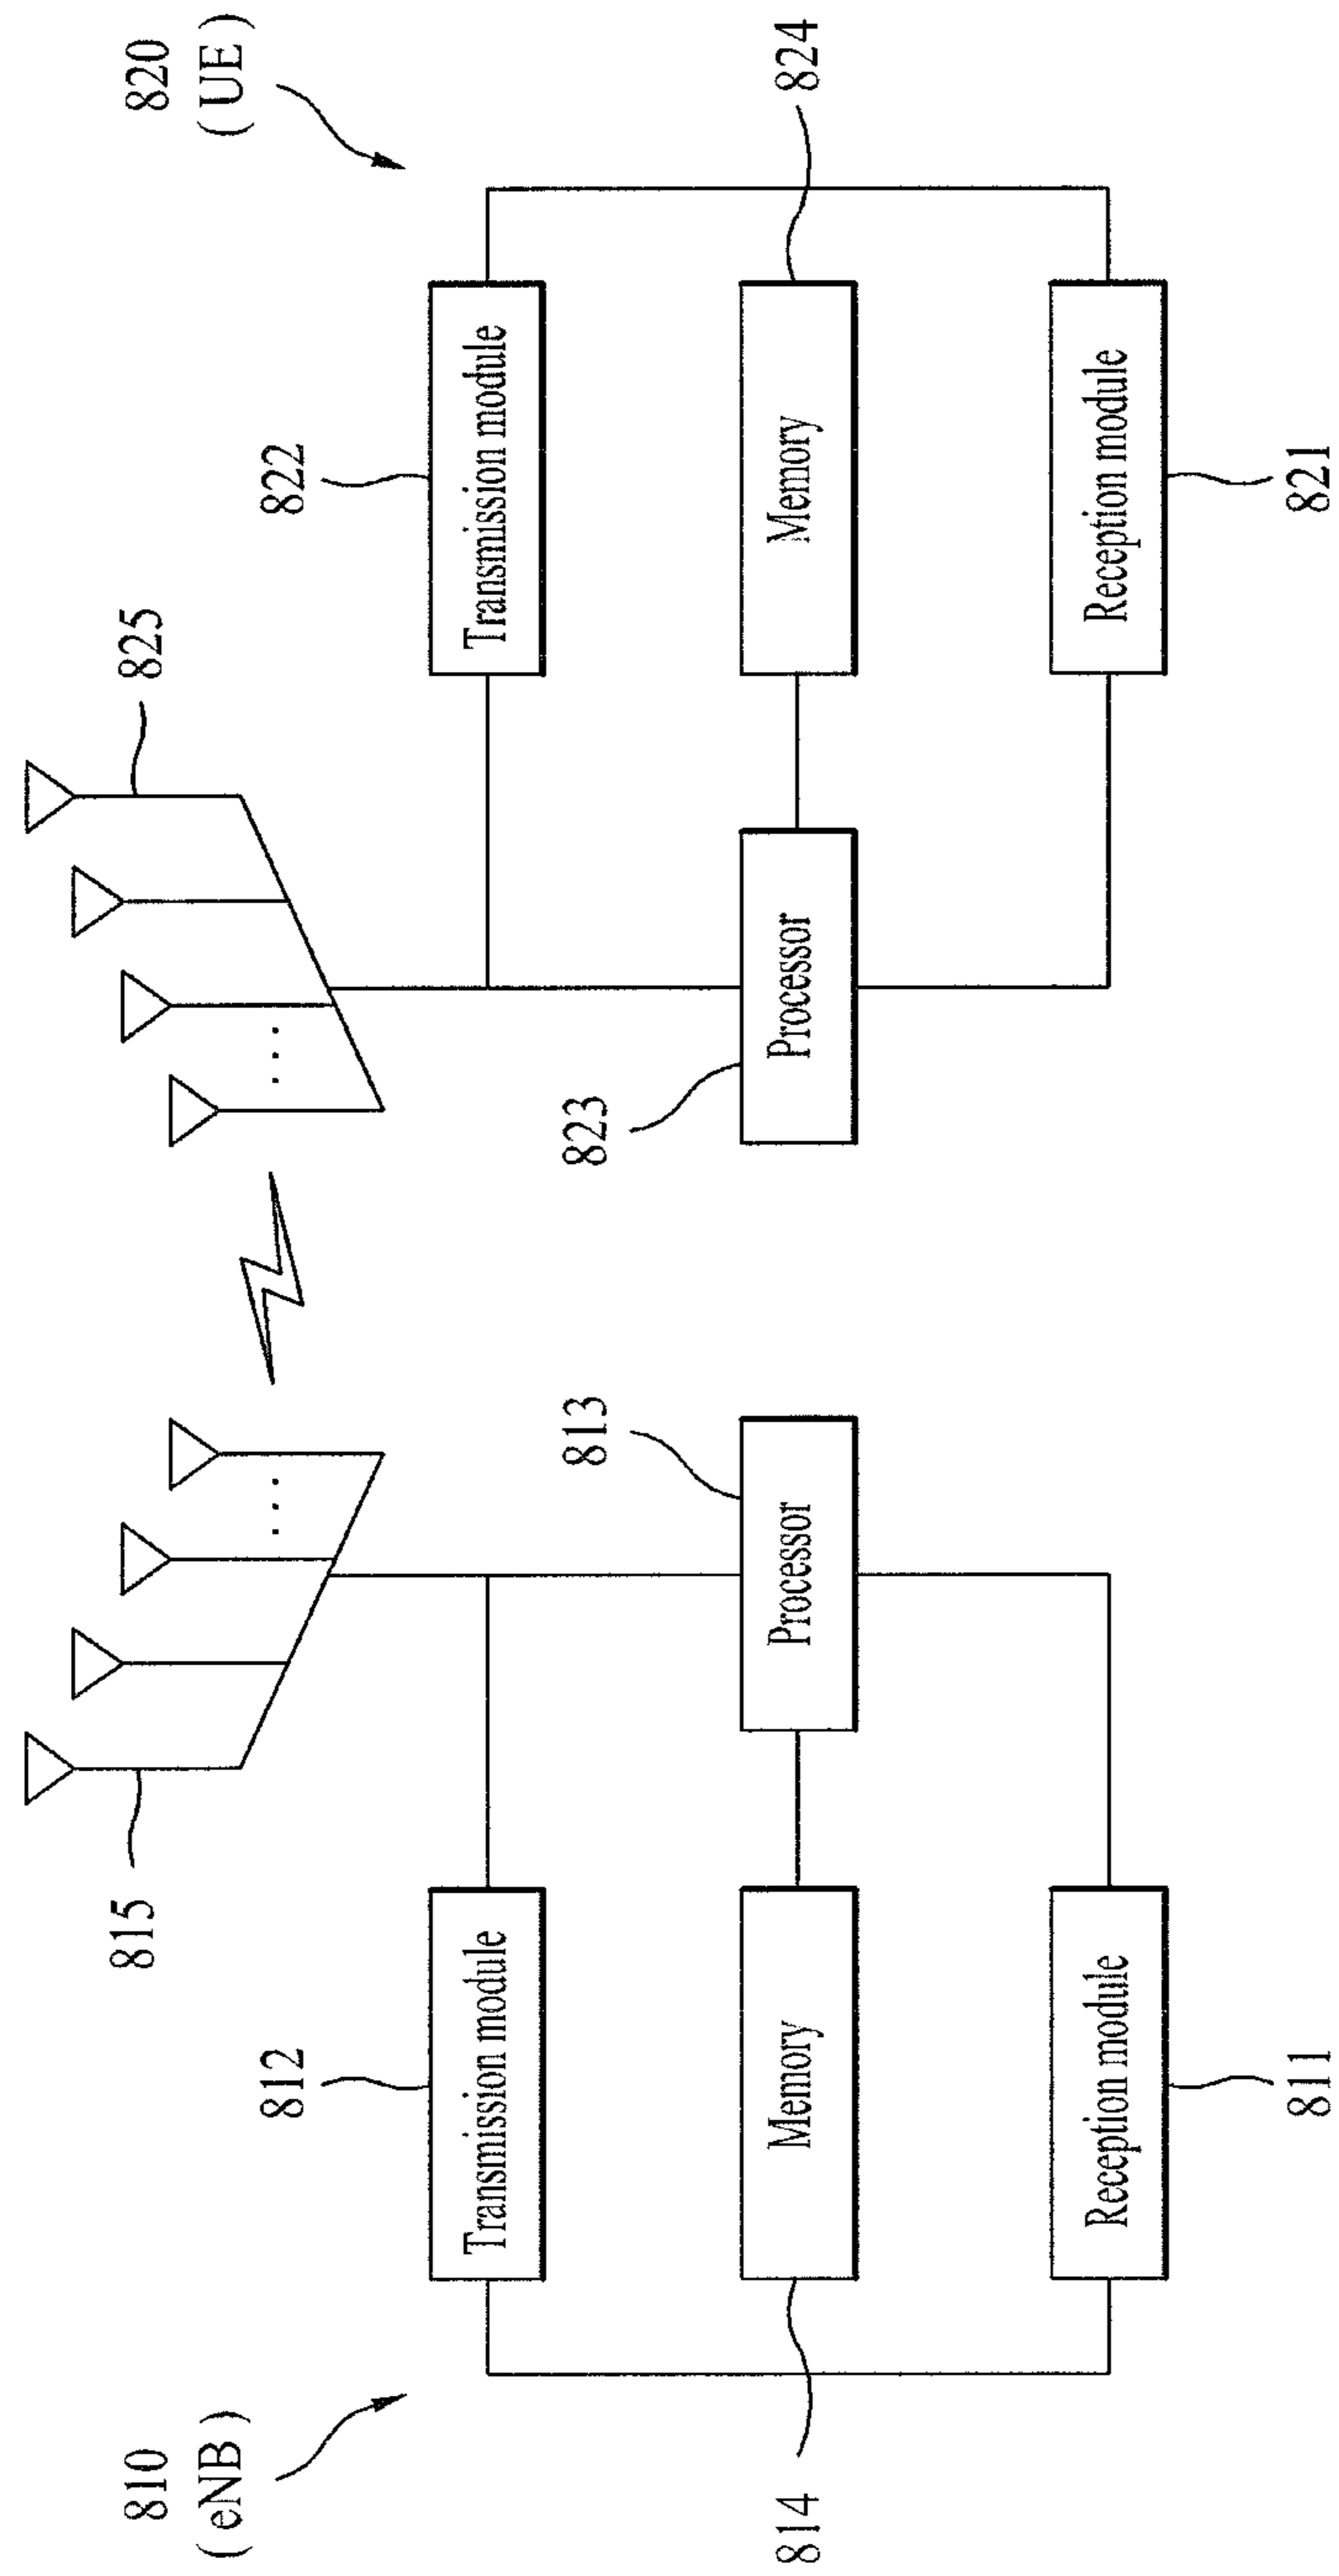 810
( eNB )
815
812
Transmission module
814
Memory
813
Processor
811
Reception module
820
( UE )
825
822
Transmission module
823
Processor
824
Memory
821
Reception module